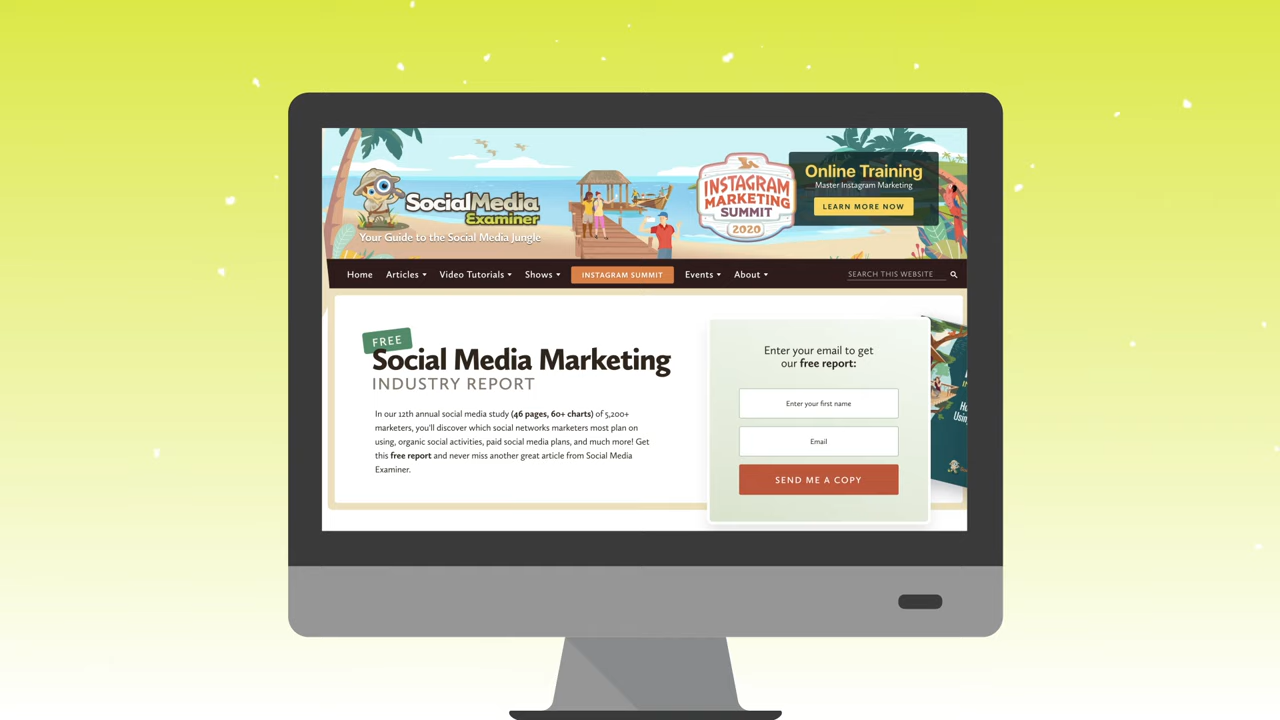 SocialMedia
Examiner
Your Guide to the Social Media Jungle
INSTAGRAM
MARKETING
SUMMIT
2020
Online Training
Master Instagram Marketing
LEARN MORE NOW
Home Articles Video Tutorials Shows INSTAGRAM SUMMIT Events About SEARCH THIS WEBSITE
FREE
Social Media Marketing
INDUSTRY REPORT
In our 12th annual social media study (46 pages, 60+ charts) of 5,200+
marketers, you'll discover which social networks marketers most plan on
using, organic social activities, paid social media plans, and much more! Get
this free report and never miss another great article from Social Media
Examiner.
Enter your email to get
our free report:
Enter your first name
Email
SEND ME A COPY